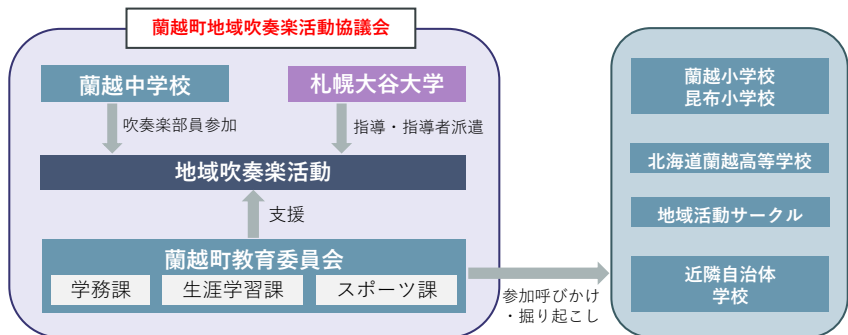 蘭越町地域吹奏楽活動協議会
蘭越中学校
札幌大谷大学
吹奏楽部員参加
指導・指導者派遣
地域吹奏楽活動
支援
蘭越町教育委員会
学務課
生涯学習課
スポーツ課
参加呼びかけ
・掘り起こし
蘭越小学校
昆布小学校
北海道蘭越高等学校
地域活動サークル
近隣自治体
学校